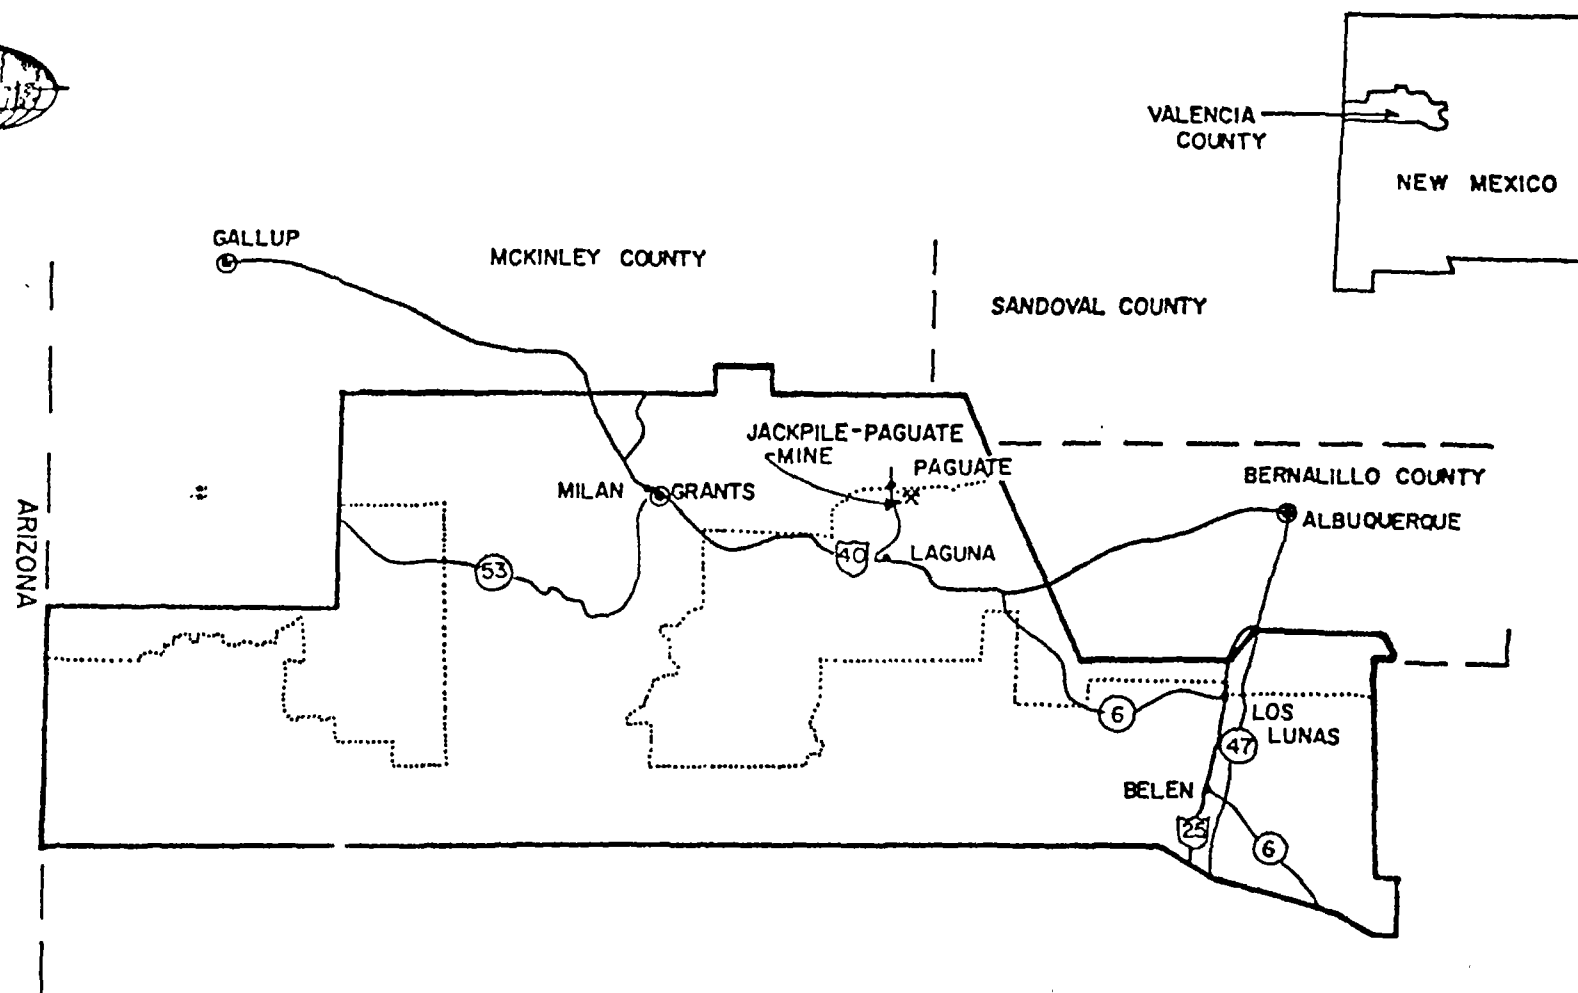 VALENCIA
COUNTY
NEW MEXICO
GALLUP
MCKINLEY COUNTY
SANDOVAL COUNTY
JACKPILE-PAGUATE
MINE
PAGUATE
BERNALILLO COUNTY
MILAN
GRANTS
ALBUQUERQUE
ARIZONA
40
LAGUNA
53
6
LOS
LUNAS
47
BELEN
25
6